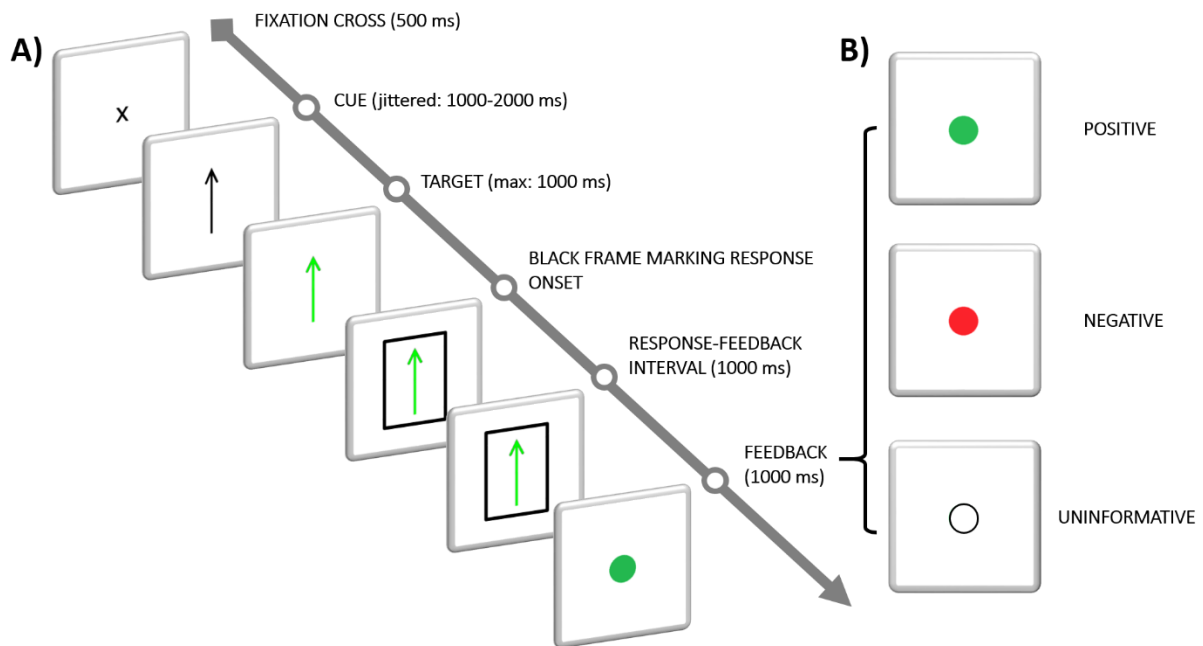 A)
FIXATION CROSS (500 ms)
x
CUE (jittered: 1000-2000 ms)
TARGET (max: 1000 ms)
BLACK FRAME MARKING RESPONSE
ONSET
RESPONSE-FEEDBACK
INTERVAL (1000 ms)
FEEDBACK
(1000 ms)
B)
POSITIVE
NEGATIVE
UNINFORMATIVE